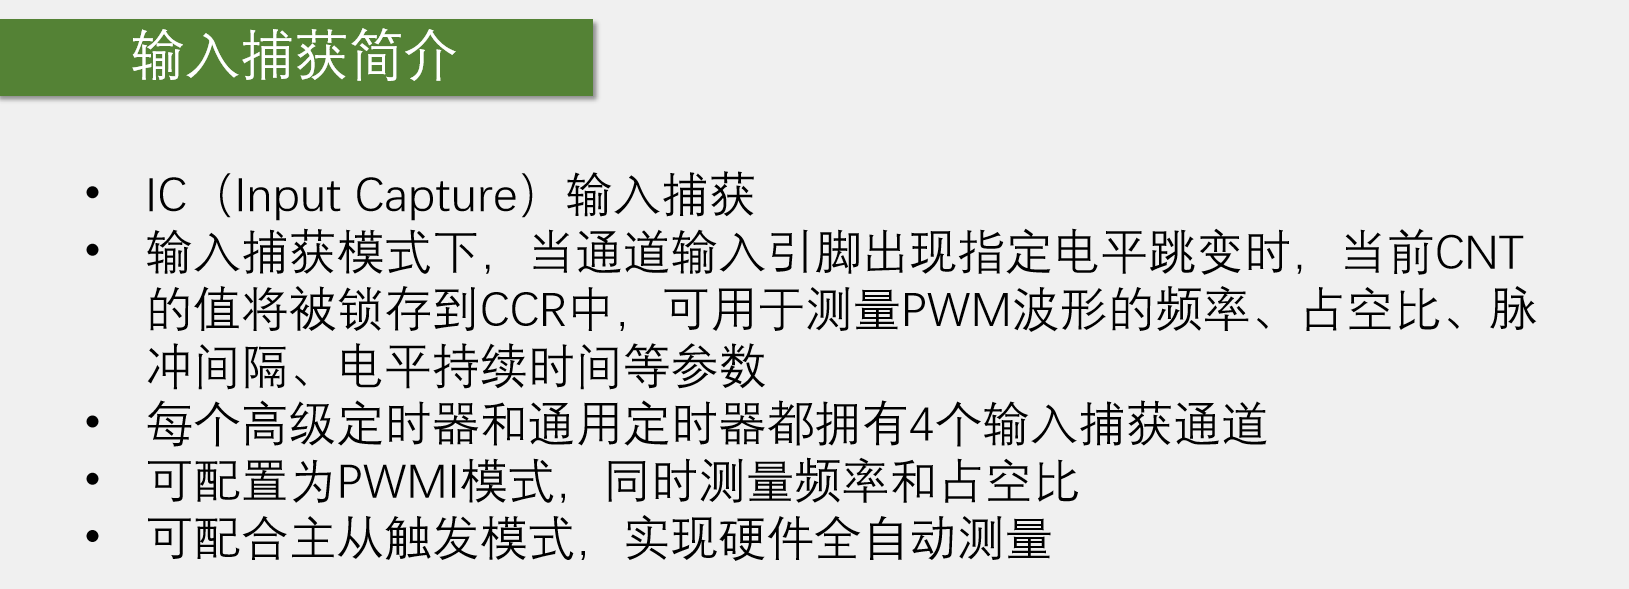 输入捕获简介
• IC（Input Capture）输入捕获
• 输入捕获模式下，当通道输入引脚出现指定电平跳变时，当前CNT
的值将被锁存到CCR中，可用于测量PWM波形的频率、占空比、脉
冲间隔、电平持续时间等参数
• 每个高级定时器和通用定时器都拥有4个输入捕获通道
• 可配置为PWMI模式，同时测量频率和占空比
• 可配合主从触发模式，实现硬件全自动测量